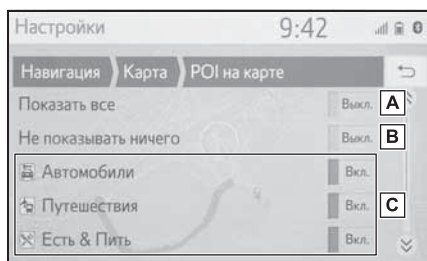 Настройки 9:42
Навигация Карта POI на карте
Показать все Выкл. A
Не показывать ничего Выкл. B
Автомобили Вкл.
Путешествия Вкл. C
Есть & Пить Вкл.